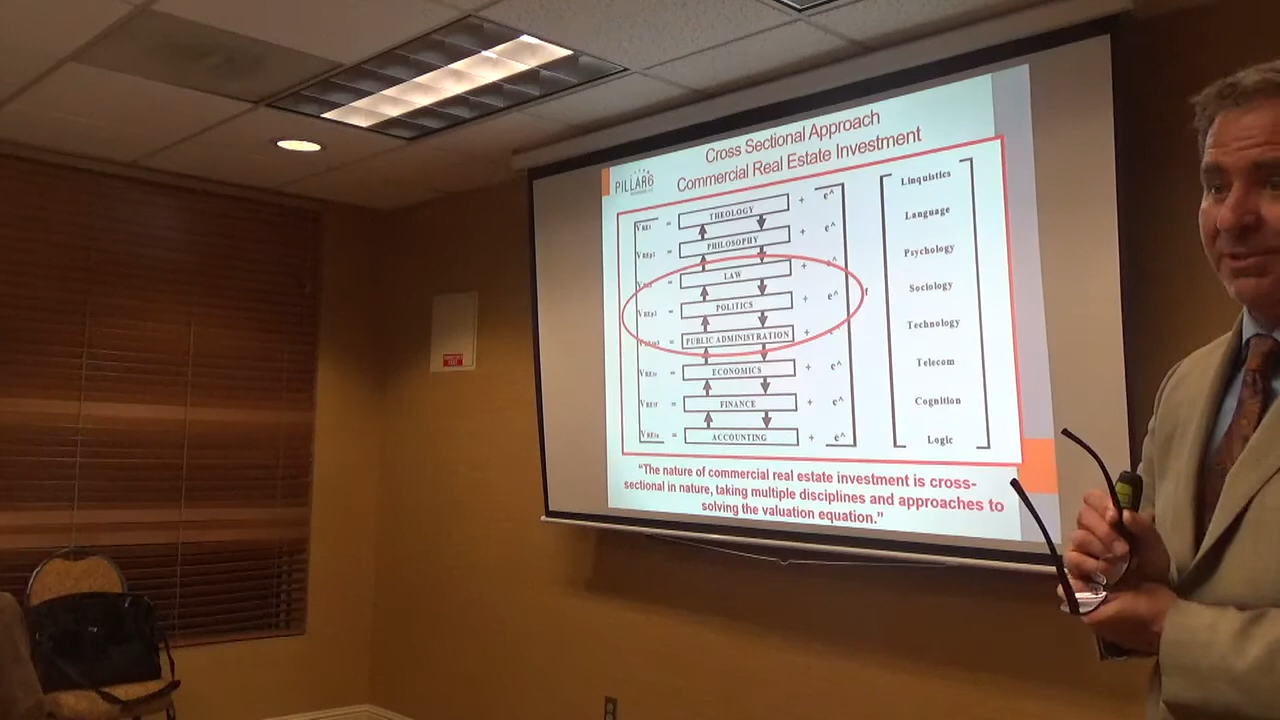 Cross Sectional Approach
Commercial Real Estate Investment
PILLAR6
THEOLOGY + e^
PHILOSOPHY + e^
LAW +
POLITICS + e^
PUBLIC ADMINISTRATION +
ECONOMICS + e^
FINANCE + e^
ACCOUNTING + e^
Linquistics
Language
Psychology
Sociology
Technology
Telecom
Cognition
Logic
"The nature of commercial real estate investment is cross-
sectional in nature, taking multiple disciplines and approaches to
solving the valuation equation."